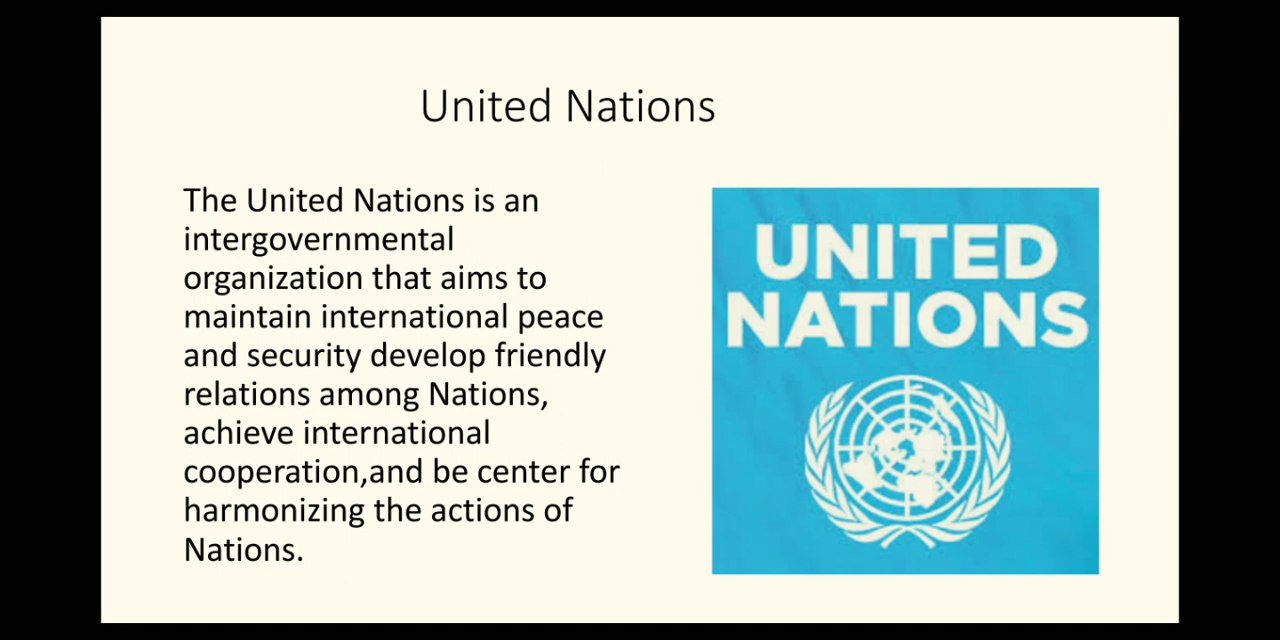 United Nations
The United Nations is an
intergovernmental
organization that aims to
maintain international peace
and security develop friendly
relations among Nations,
achieve international
cooperation,and be center for
harmonizing the actions of
Nations.
UNITED
NATIONS